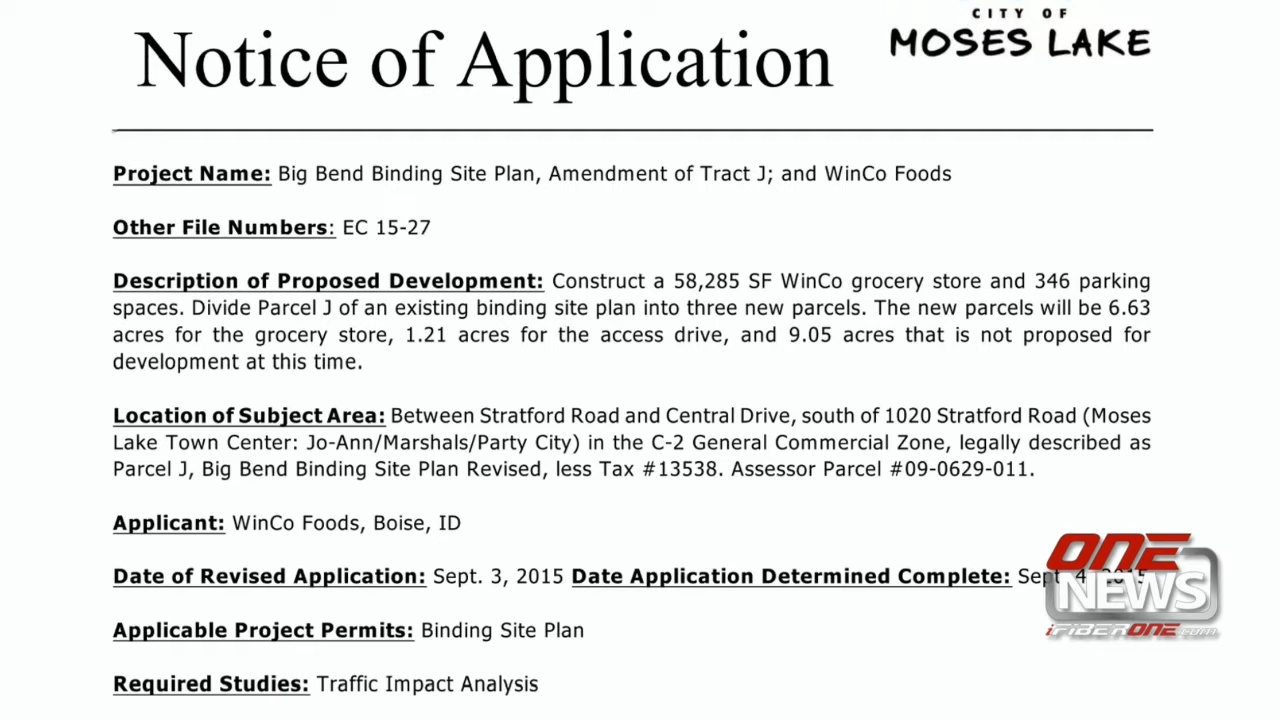 CITY OF
MOSES LAKE
Notice of Application
Project Name: Big Bend Binding Site Plan, Amendment of Tract J; and WinCo Foods
Other File Numbers: EC 15-27
Description of Proposed Development: Construct a 58,285 SF WinCo grocery store and 346 parking
spaces. Divide Parcel J of an existing binding site plan into three new parcels. The new parcels will be 6.63
acres for the grocery store, 1.21 acres for the access drive, and 9.05 acres that is not proposed for
development at this time.
Location of Subject Area: Between Stratford Road and Central Drive, south of 1020 Stratford Road (Moses
Lake Town Center: Jo-Ann/Marshals/Party City) in the C-2 General Commercial Zone, legally described as
Parcel J, Big Bend Binding Site Plan Revised, less Tax #13538. Assessor Parcel #09-0629-011.
Applicant: WinCo Foods, Boise, ID
Date of Revised Application: Sept. 3, 2015 Date Application Determined Complete: Sept. 4, 2015
Applicable Project Permits: Binding Site Plan
Required Studies: Traffic Impact Analysis
ONE
NEWS
iFIBERONE.com